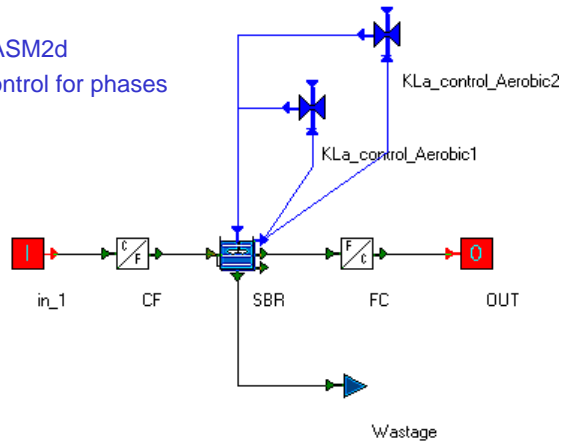 ASM2d
ontrol for phases
KLa_control_Aerobic2
KLa_control_Aerobic1
I
C/F
F/C
O
in_1
CF
SBR
FC
OUT
Wastage